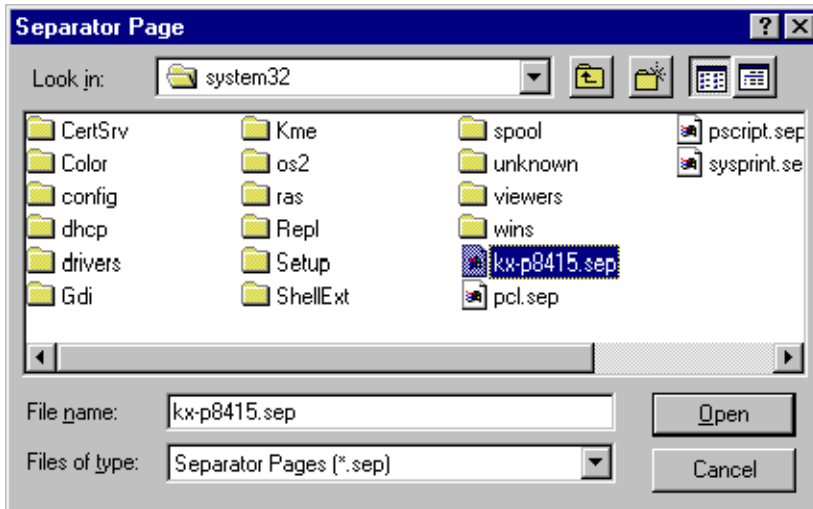 Separator Page
Look in: system32
CertSrv Kme spool pscript.sep
Color os2 unknown sysprint.se
config ras viewers
dhcp Repl wins
drivers Setup kx-p8415.sep
Gdi ShellExt pcl.sep
File name: kx-p8415.sep Open
Files of type: Separator Pages (*.sep) Cancel